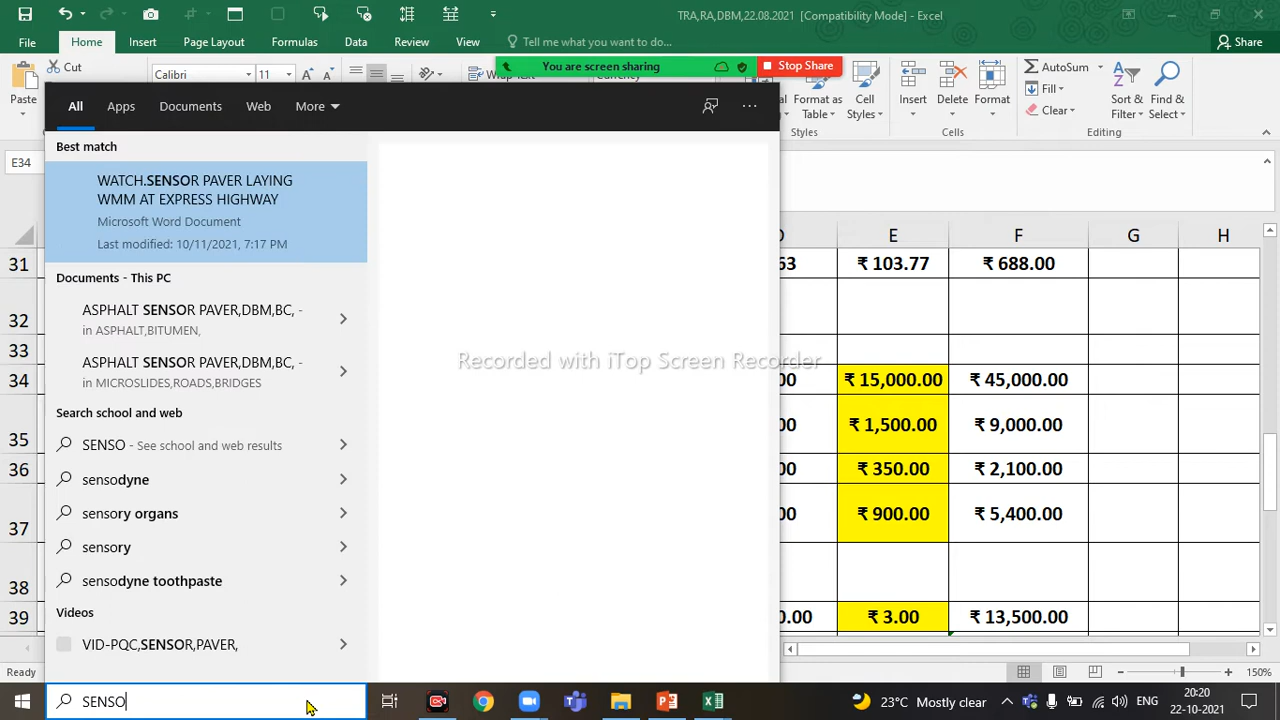 TRA,RA,DBM,22.08.2021 [Compatibility Mode] - Excel
File Home Insert Page Layout Formulas Data Review View Tell me what you want to do... Share
Cut Calibri 11 You are screen sharing Stop Share AutoSum
Paste Format as Table Cell Styles Insert Delete Format Fill Clear Sort & Filter Find & Select
Styles Cells Editing
E34
All Apps Documents Web More
Best match
WATCH.SENSOR PAVER LAYING
WMM AT EXPRESS HIGHWAY
Microsoft Word Document
Last modified: 10/11/2021, 7:17 PM
Documents - This PC
ASPHALT SENSOR PAVER,DBM,BC, -
in ASPHALT,BITUMEN,
ASPHALT SENSOR PAVER,DBM,BC, -
in MICROSLIDES,ROADS,BRIDGES
Search school and web
SENSO - See school and web results
sensodyne
sensory organs
sensory
sensodyne toothpaste
Videos
VID-PQC,SENSOR,PAVER,
Recorded with iTop Screen Recorder
E F G H
31 63 ₹ 103.77 ₹ 688.00
32
33
34 00 ₹ 15,000.00 ₹ 45,000.00
35 00 ₹ 1,500.00 ₹ 9,000.00
36 00 ₹ 350.00 ₹ 2,100.00
37 00 ₹ 900.00 ₹ 5,400.00
38
39 0.00 ₹ 3.00 ₹ 13,500.00
Ready 150%
SENSO 23°C Mostly clear ENG 20:20
22-10-2021